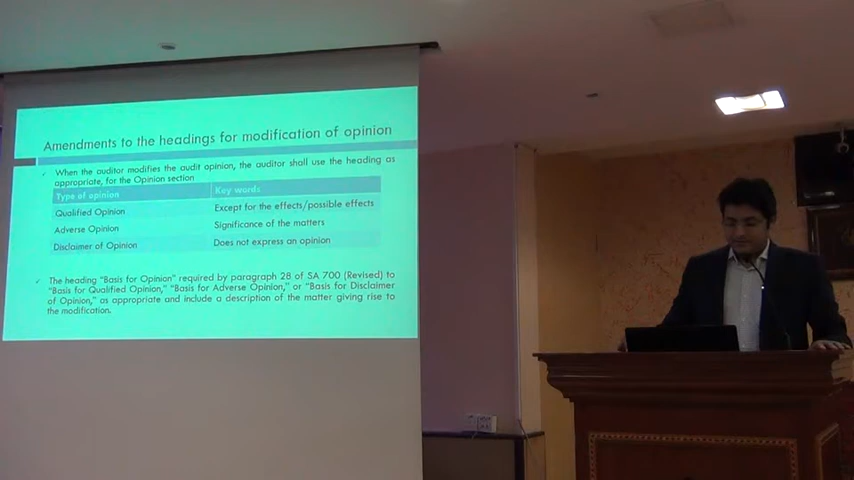 Amendments to the headings for modification of opinion
When the auditor modifies the audit opinion, the auditor shall use the heading as
appropriate, for the Opinion section
Type of opinion Key words
Qualified Opinion Except for the effects/possible effects
Adverse Opinion Significance of the matters
Disclaimer of Opinion Does not express an opinion
The heading "Basis for Opinion" required by paragraph 28 of SA 700 (Revised) to
"Basis for Qualified Opinion," "Basis for Adverse Opinion," or "Basis for Disclaimer
of Opinion," as appropriate and include a description of the matter giving rise to
the modification.